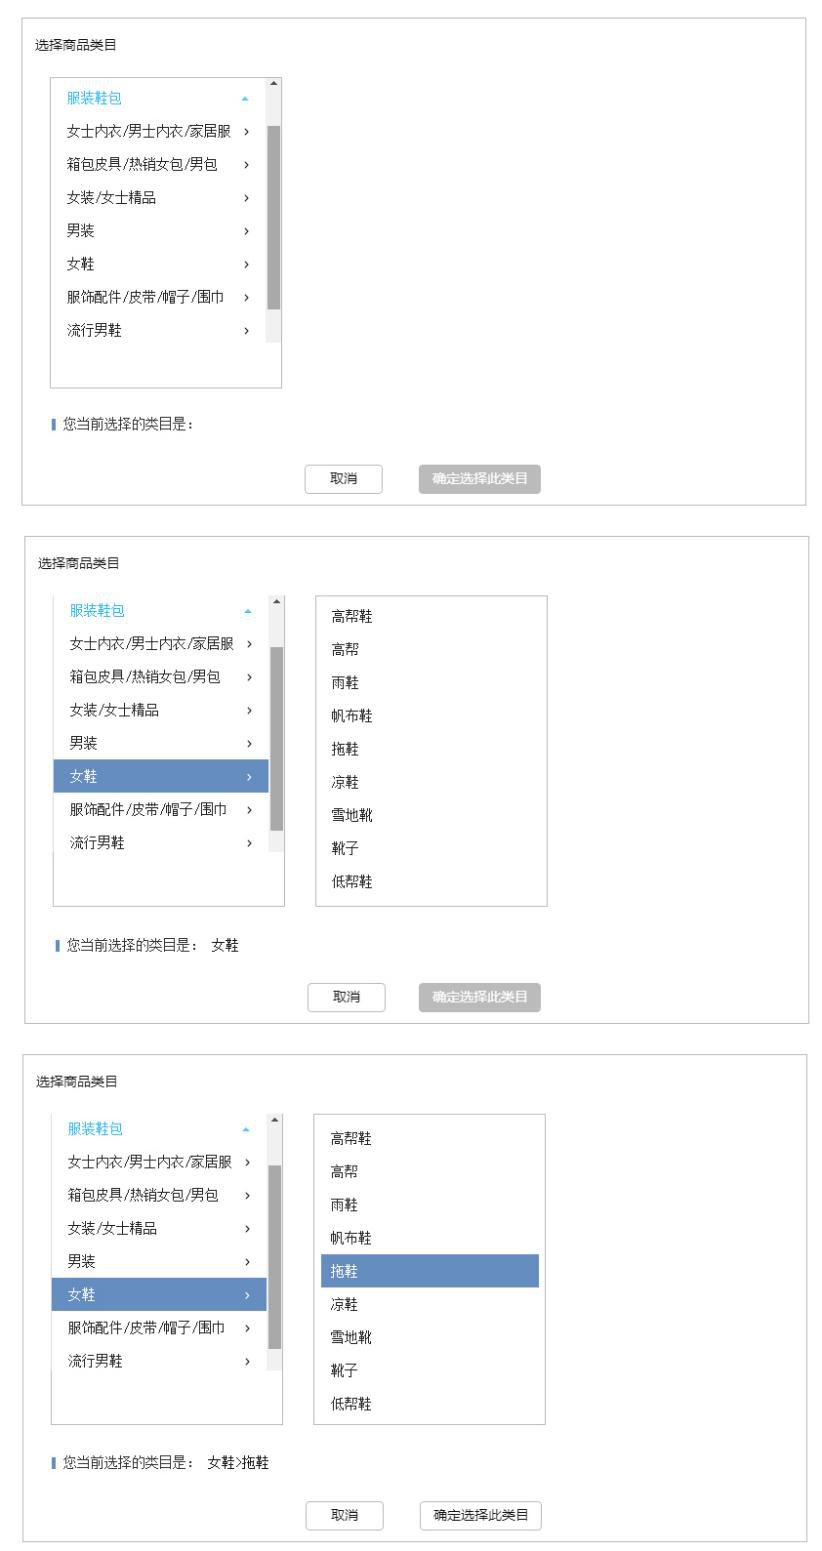 选择商品类目
服装鞋包
女士内衣/男士内衣/家居服
箱包皮具/热销女包/男包
女装/女士精品
男装
女鞋
服饰配件/皮带/帽子/围巾
流行男鞋
您当前选择的类目是：
取消
确定选择此类目
选择商品类目
服装鞋包
女士内衣/男士内衣/家居服
箱包皮具/热销女包/男包
女装/女士精品
男装
女鞋
服饰配件/皮带/帽子/围巾
流行男鞋
高帮鞋
高帮
雨鞋
帆布鞋
拖鞋
凉鞋
雪地靴
靴子
低帮鞋
您当前选择的类目是： 女鞋
取消
确定选择此类目
选择商品类目
服装鞋包
女士内衣/男士内衣/家居服
箱包皮具/热销女包/男包
女装/女士精品
男装
女鞋
服饰配件/皮带/帽子/围巾
流行男鞋
高帮鞋
高帮
雨鞋
帆布鞋
拖鞋
凉鞋
雪地靴
靴子
低帮鞋
您当前选择的类目是： 女鞋>拖鞋
取消
确定选择此类目